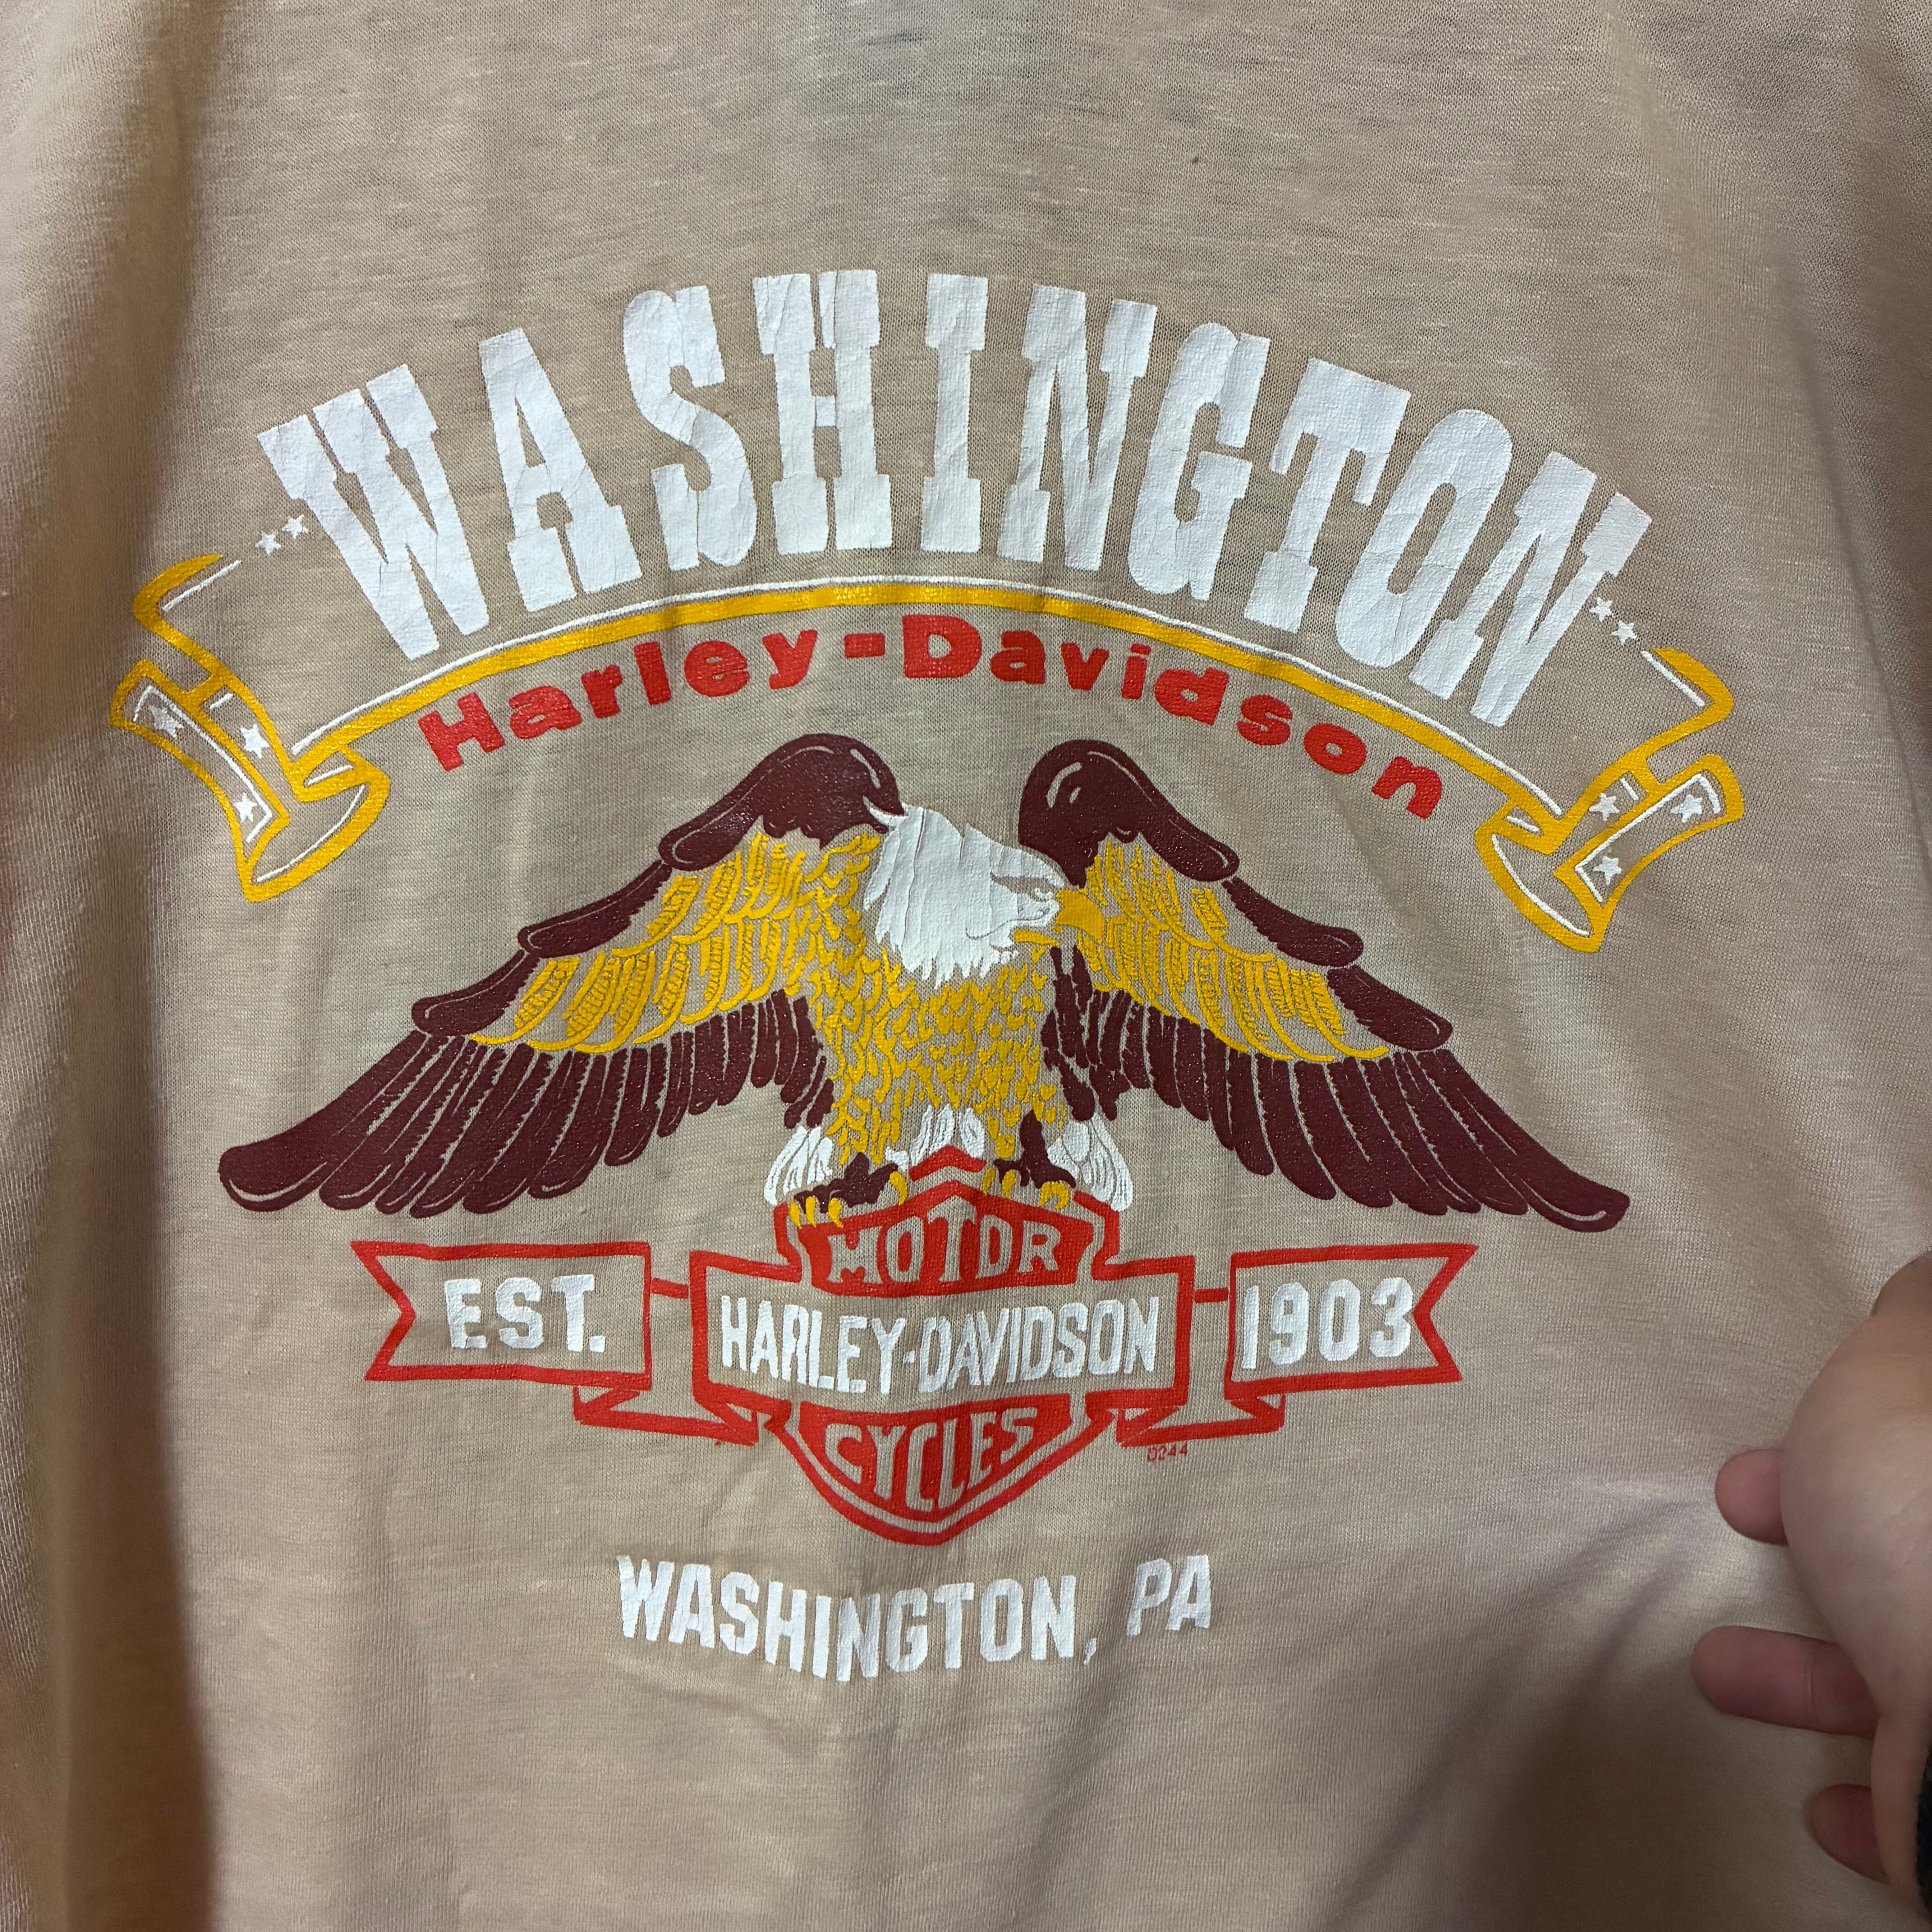 WASHINGTON
Harley-Davidson
MOTOR
EST. HARLEY-DAVIDSON 1903
CYCLES
0244
WASHINGTON, PA